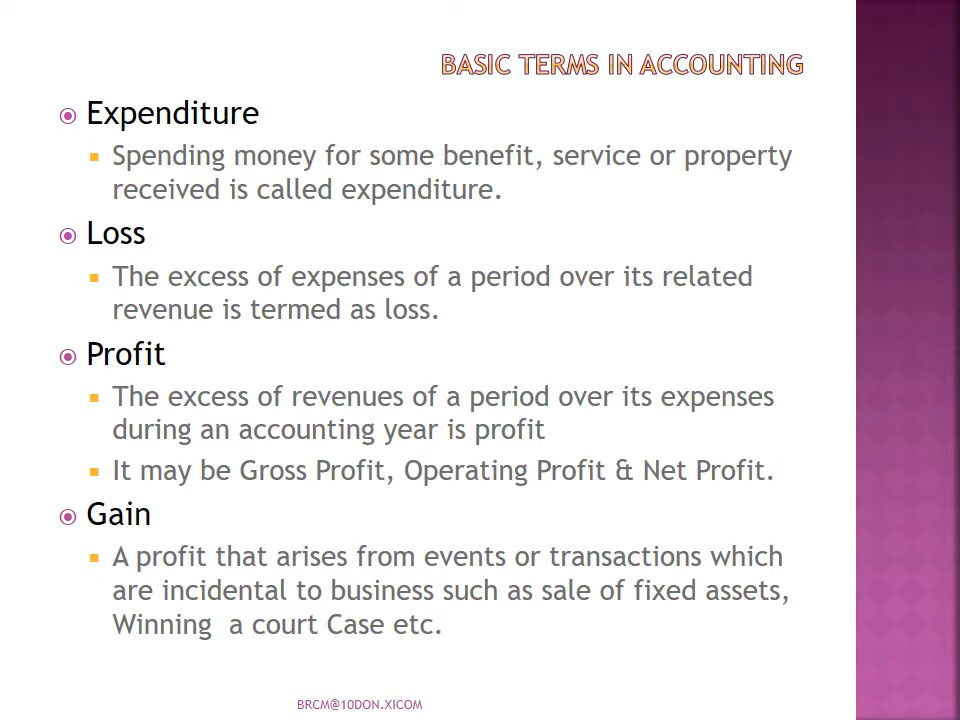 BASIC TERMS IN ACCOUNTING
Expenditure
Spending money for some benefit, service or property
received is called expenditure.
Loss
The excess of expenses of a period over its related
revenue is termed as loss.
Profit
The excess of revenues of a period over its expenses
during an accounting year is profit
It may be Gross Profit, Operating Profit & Net Profit.
Gain
A profit that arises from events or transactions which
are incidental to business such as sale of fixed assets,
Winning  a court Case etc.
BRCM@10DON.XICOM